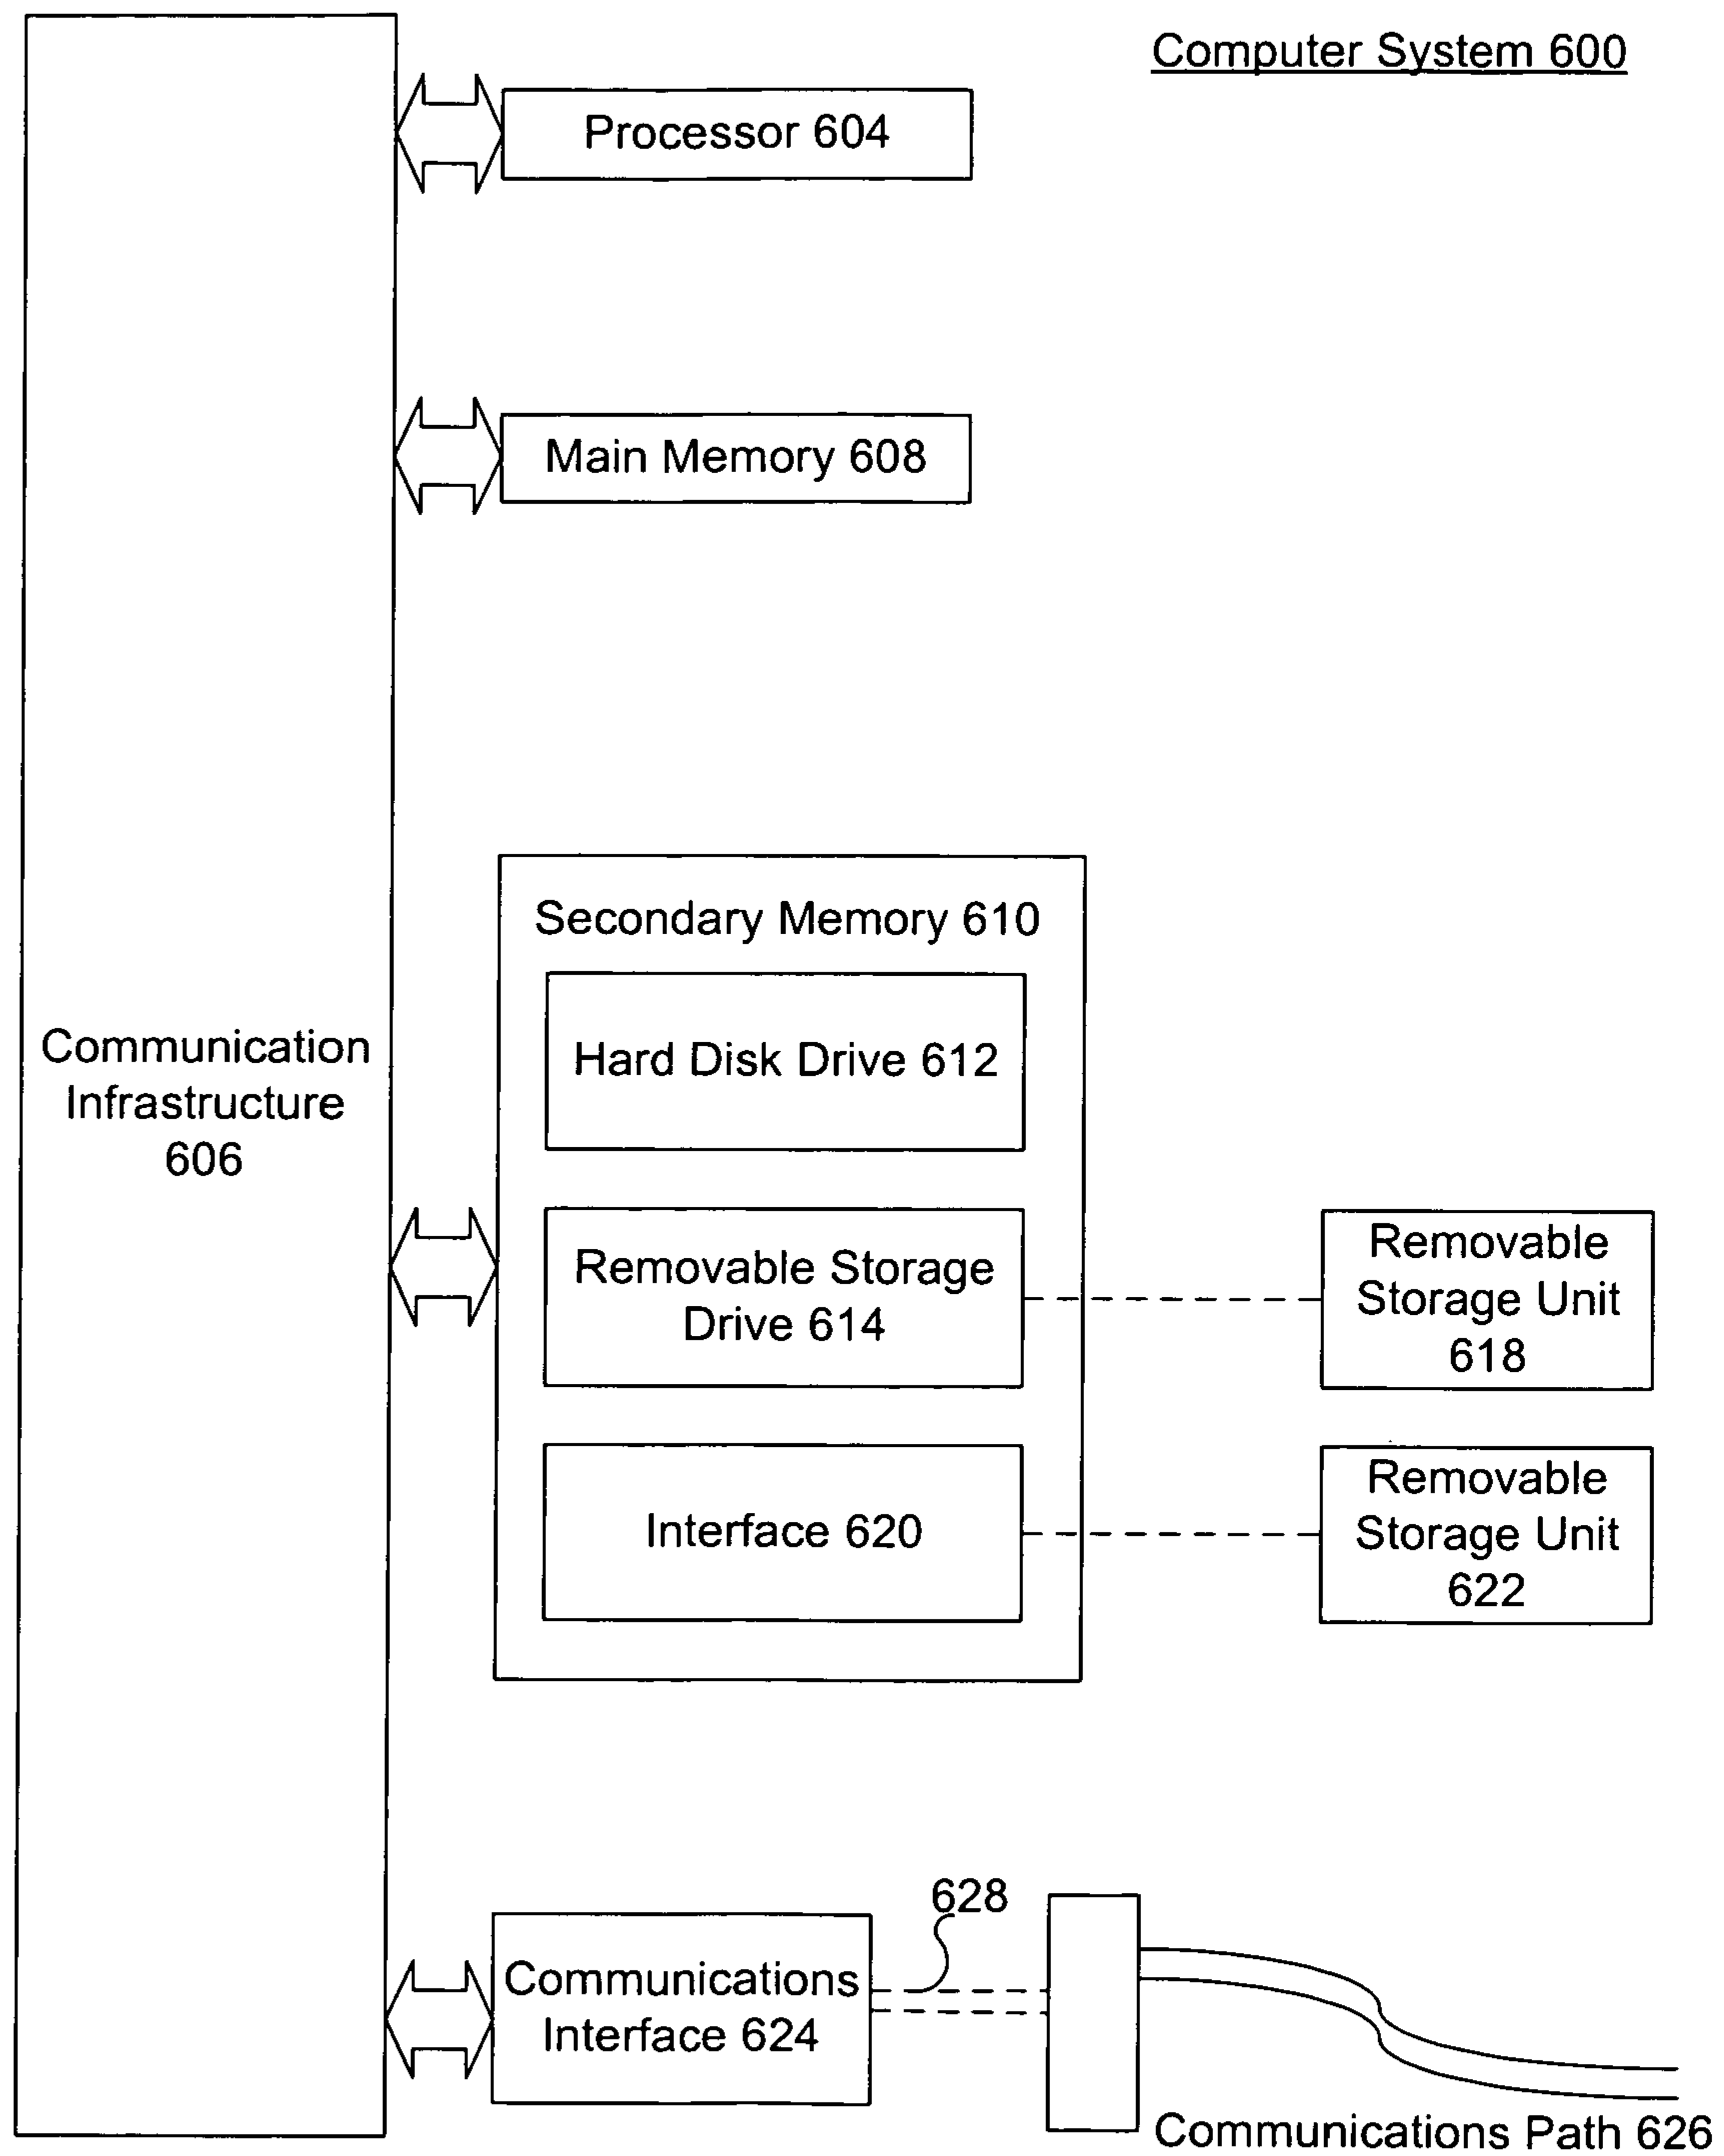 Computer System 600
Processor 604
Main Memory 608
Secondary Memory 610
Hard Disk Drive 612
Communication
Infrastructure
606
Removable Storage
Drive 614
Removable
Storage Unit
618
Interface 620
Removable
Storage Unit
622
628
Communications
Interface 624
Communications Path 626